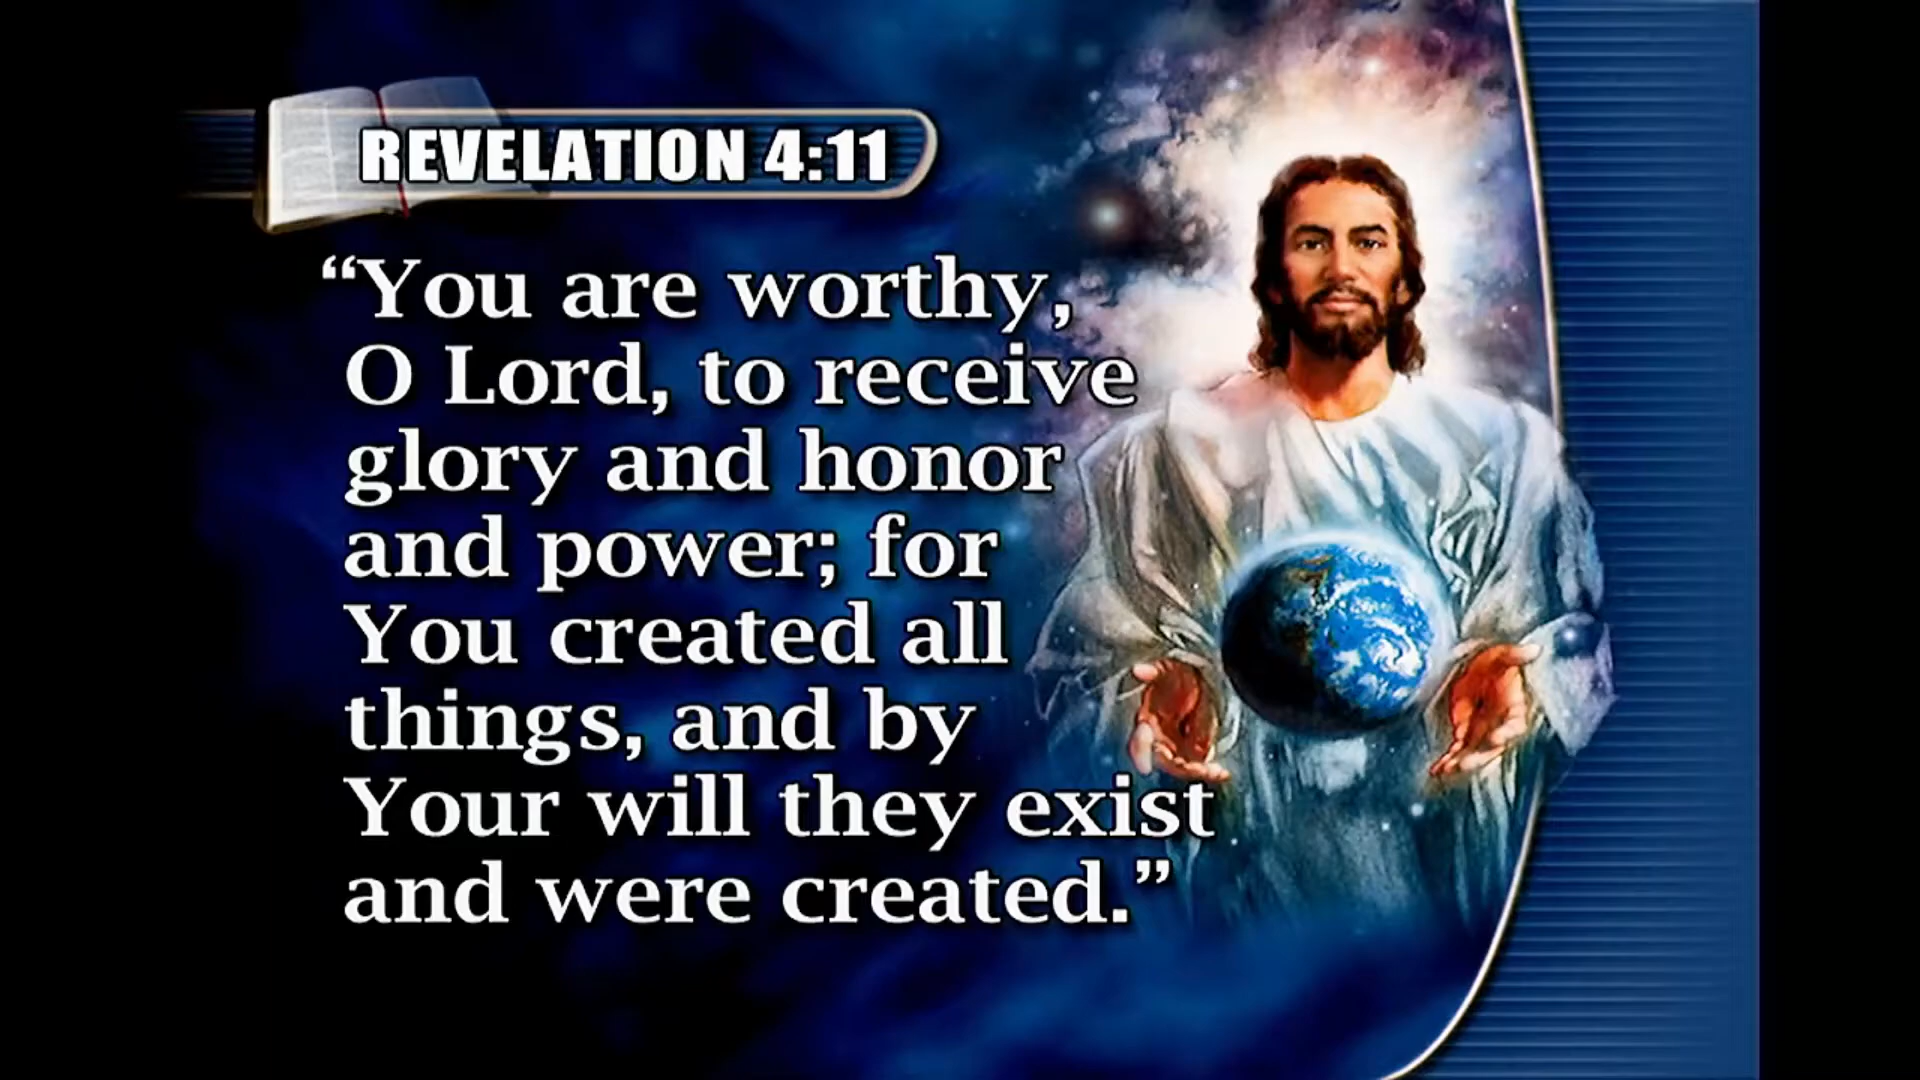 REVELATION 4:11
“You are worthy,
O Lord, to receive
glory and honor
and power; for
You created all
things, and by
Your will they exist
and were created.”